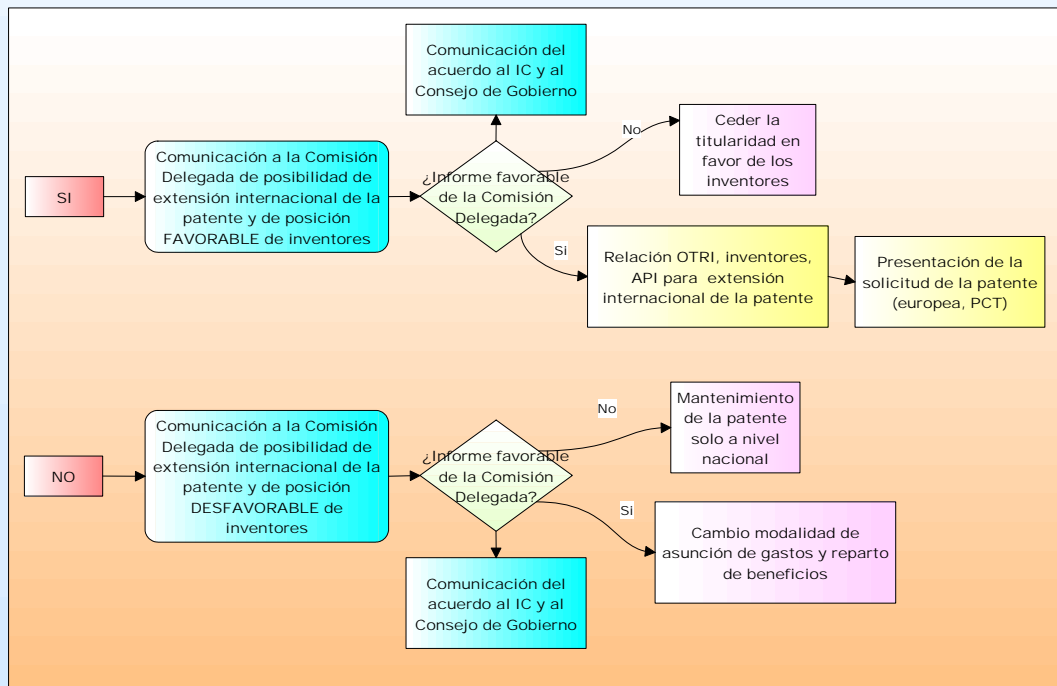 Comunicación del
acuerdo al IC y al
Consejo de Gobierno
No
Ceder la
titularidad en
favor de los
inventores
SI
Comunicación a la Comisión
Delegada de posibilidad de
extensión internacional de la
patente y de posición
FAVORABLE de inventores
¿Informe favorable
de la Comisión
Delegada?
Si
Relación OTRI, inventores,
API para extensión
internacional de la patente
Presentación de la
solicitud de la patente
(europea, PCT)
NO
Comunicación a la Comisión
Delegada de posibilidad de
extensión internacional de la
patente y de posición
DESFAVORABLE de
inventores
¿Informe favorable
de la Comisión
Delegada?
No
Mantenimiento
de la patente
solo a nivel
nacional
Si
Cambio modalidad de
asunción de gastos y reparto
de beneficios
Comunicación del
acuerdo al IC y al
Consejo de Gobierno